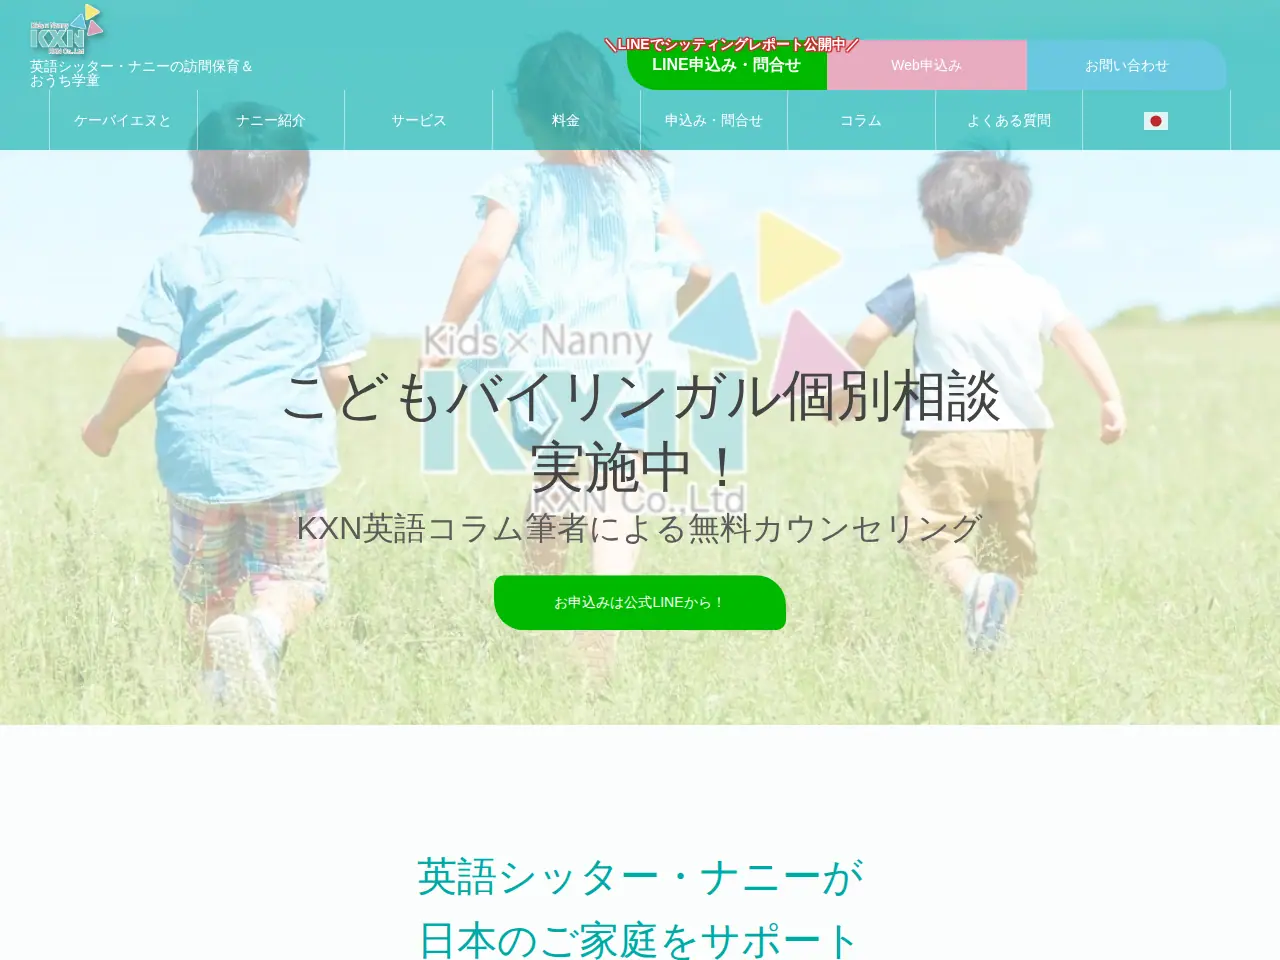 Kids×Nanny
KXN
KXN Co.,Ltd
英語シッター・ナニーの訪問保育＆
おうち学童
＼LINEでシッティングレポート公開中／
LINE申込み・問合せ
Web申込み
お問い合わせ
ケーバイエヌと
ナニー紹介
サービス
料金
申込み・問合せ
コラム
よくある質問
Kids × Nanny
KXN
KXN Co.,Ltd
こどもバイリンガル個別相談
実施中！
KXN英語コラム筆者による無料カウンセリング
お申込みは公式LINEから！
英語シッター・ナニーが
日本のご家庭をサポート